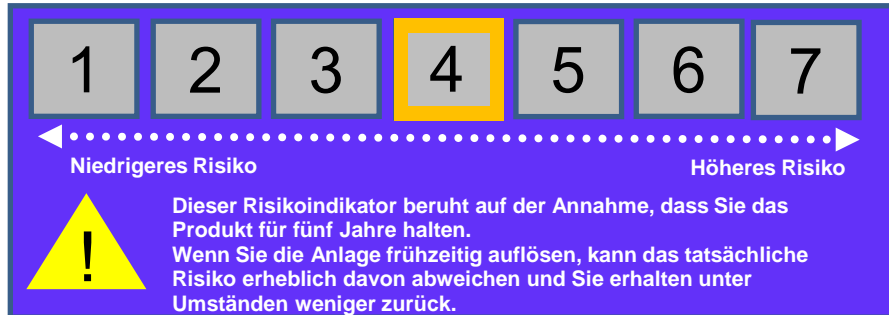 1 2 3 4 5 6 7
Niedrigeres Risiko Höheres Risiko
! Dieser Risikoindikator beruht auf der Annahme, dass Sie das
Produkt für fünf Jahre halten.
Wenn Sie die Anlage frühzeitig auflösen, kann das tatsächliche
Risiko erheblich davon abweichen und Sie erhalten unter
Umständen weniger zurück.